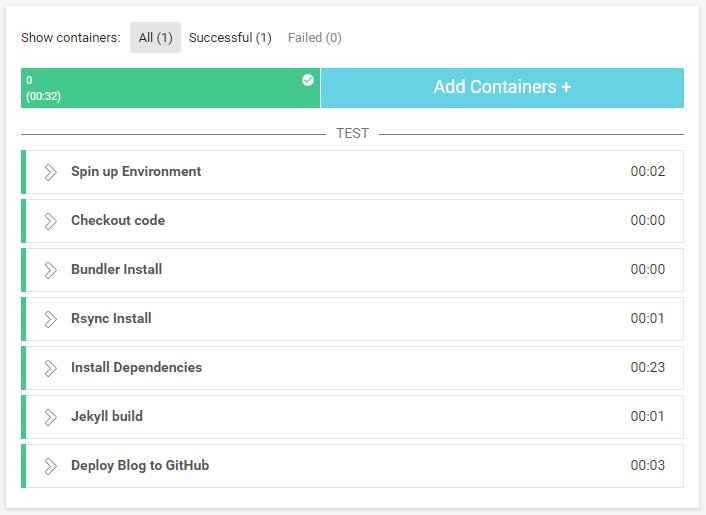 Show containers: All (1) Successful (1) Failed (0)
0
(00:32)
Add Containers +
TEST
Spin up Environment 00:02
Checkout code 00:00
Bundler Install 00:00
Rsync Install 00:01
Install Dependencies 00:23
Jekyll build 00:01
Deploy Blog to GitHub 00:03